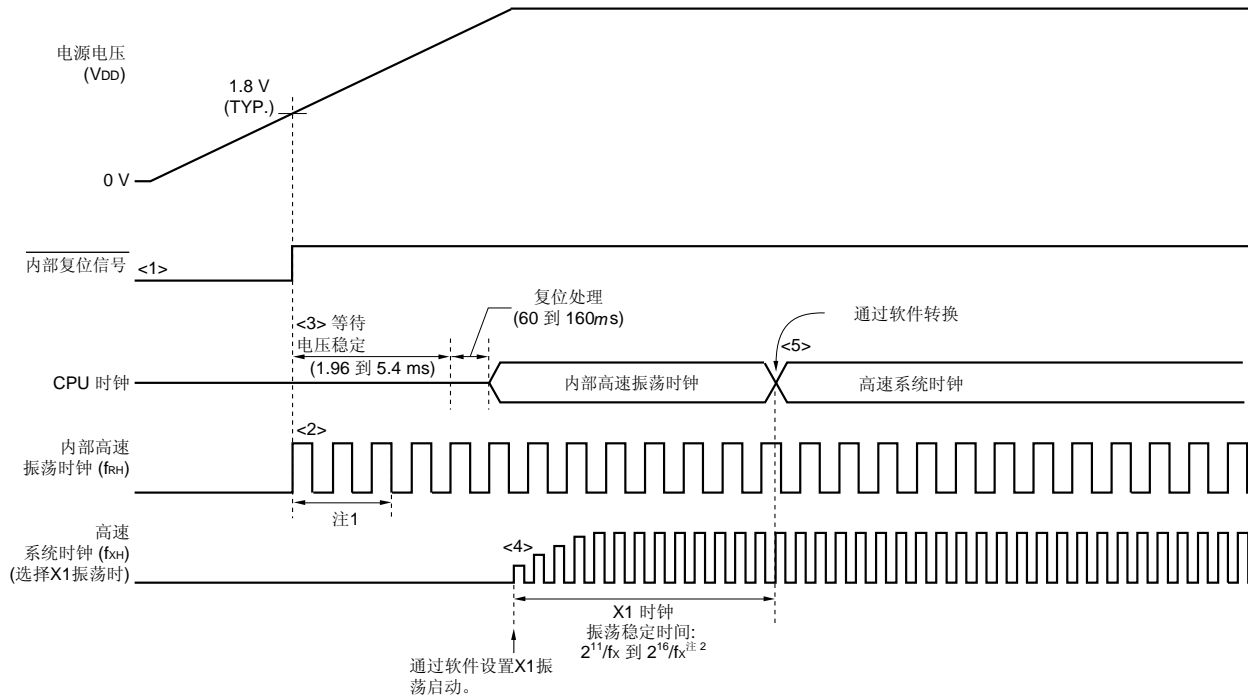 电源电压
(VDD)
1.8 V
(TYP.)
0 V
内部复位信号
<1>
复位处理
(60 到 160ms)
<3> 等待
电压稳定
(1.96 到 5.4 ms)
通过软件转换
<5>
CPU 时钟
内部高速振荡时钟
高速系统时钟
内部高速
振荡时钟 (fRH)
<2>
注1
高速
系统时钟 (fXH)
(选择X1振荡时)
<4>
X1 时钟
振荡稳定时间:
2¹¹/fX 到 2¹⁶/fX注 2
通过软件设置X1振
荡启动。